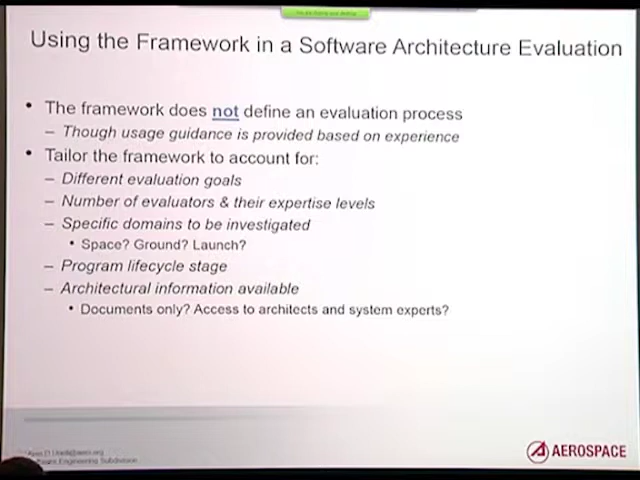 Using the Framework in a Software Architecture Evaluation
• The framework does not define an evaluation process
– Though usage guidance is provided based on experience
• Tailor the framework to account for:
– Different evaluation goals
– Number of evaluators & their expertise levels
– Specific domains to be investigated
• Space? Ground? Launch?
– Program lifecycle stage
– Architectural information available
• Documents only? Access to architects and system experts?
Software Engineering Subdivision
AEROSPACE